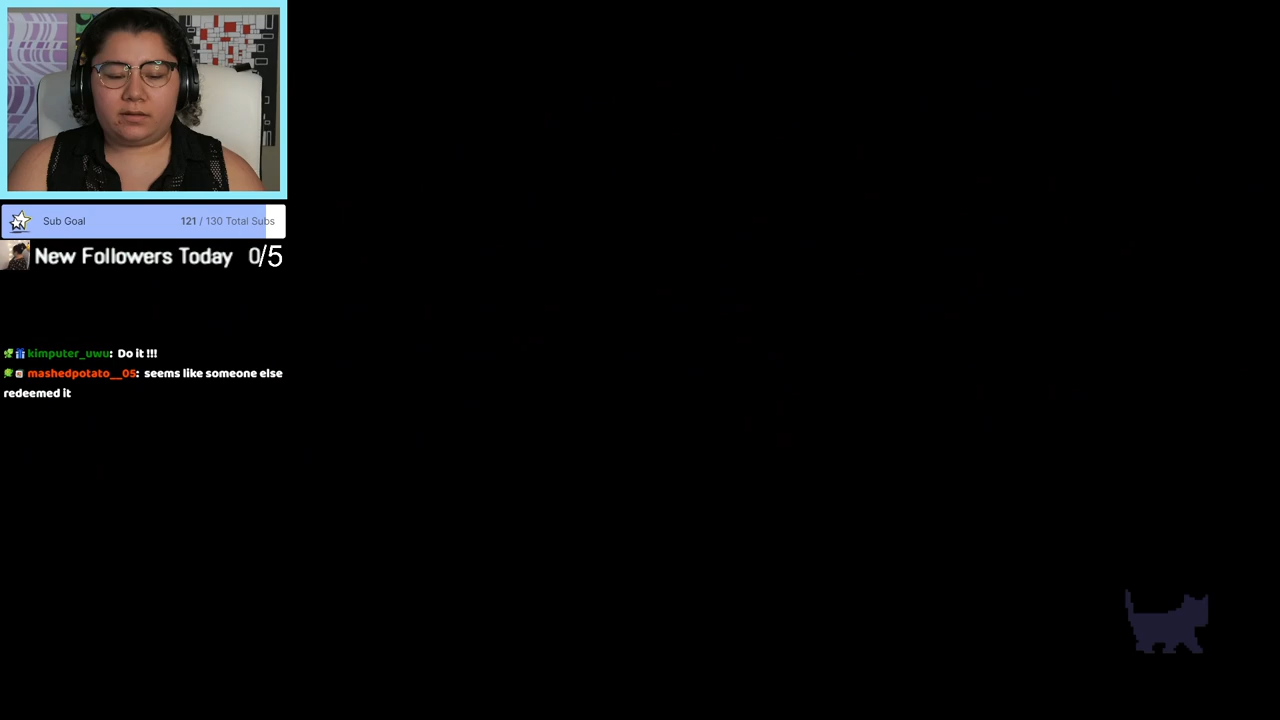 Sub Goal 121 / 130 Total Subs
New Followers Today 0/5
kimputer_uwu: Do it !!!
mashedpotato__05: seems like someone else
redeemed it